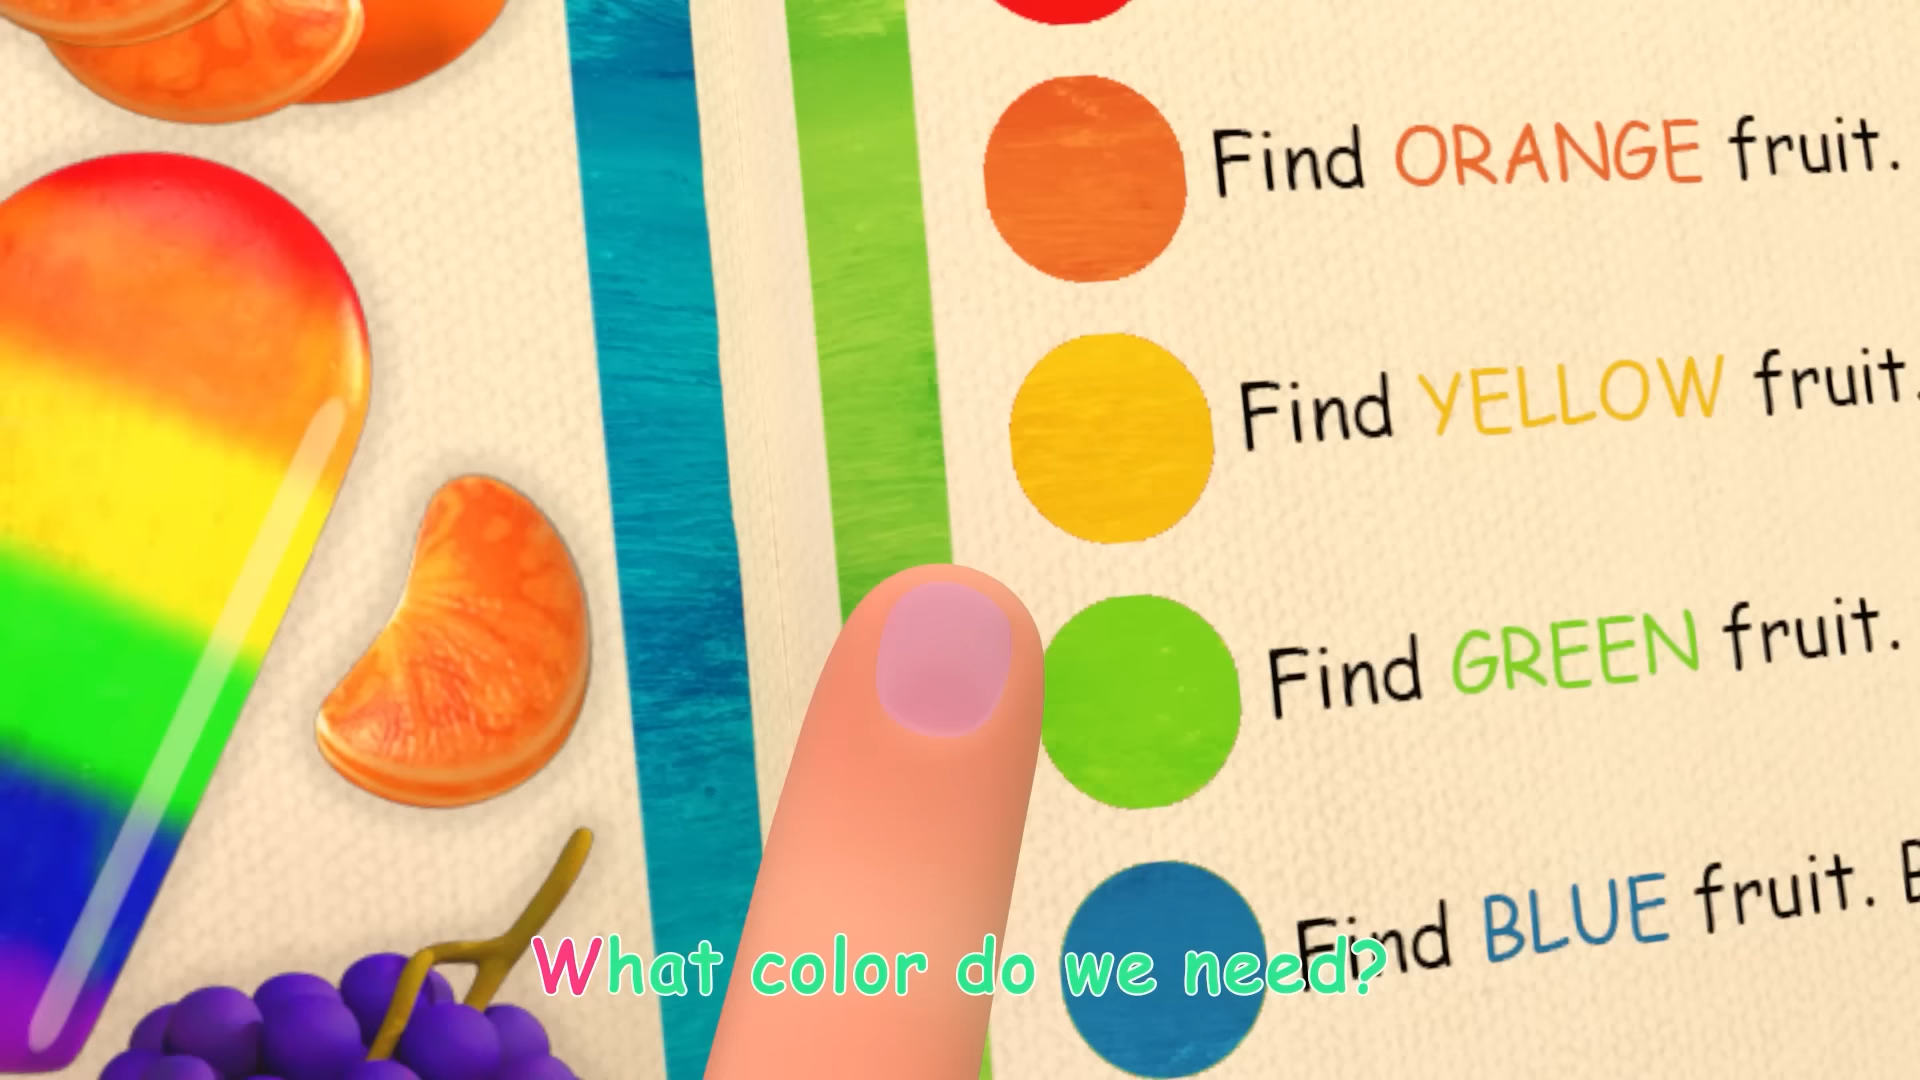 Find ORANGE fruit.
Find YELLOW fruit.
Find GREEN fruit.
Find BLUE fruit.
What color do we need?